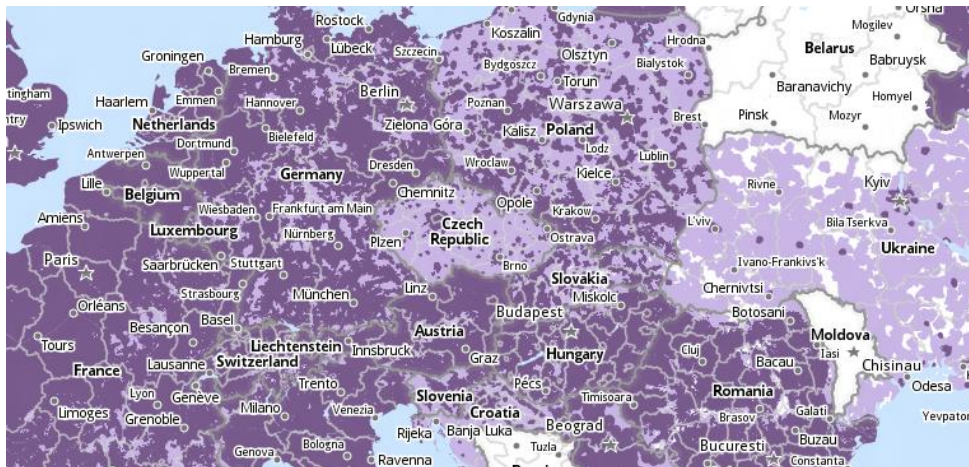 Rostock
Gdynia
Orsha
Koszalin
Mogilev
Hamburg
Lübeck
Groningen
Szczecin
Olsztyn
Hrodna
Belarus
Bremen
Bydgoszcz
Bialystok
Babruysk
Torun
ttingham
Emmen
Hannover
Berlin
Baranavichy
Haarlem
Poznan
Warszawa
Homyel
ntry
Ipswich
Netherlands
Zielona Góra
Kalisz
Poland
Brest
Pinsk
Mozyr
Dortmund
Bielefeld
Antwerpen
Lodz
Wuppertal
Dresden
Wroclaw
Lublin
Lille
Germany
Kielce
Rivne
Kyiv
Belgium
Chemnitz
Opole
Amiens
Wiesbaden
Frankfurt am Main
Krakow
L'viv
Bila Tserkva
Luxembourg
Czech
Republic
Nürnberg
Plzen
Ostrava
Ukraine
Paris
Saarbrücken
Stuttgart
Brno
Ivano-Frankivs'k
Slovakia
Strasbourg
Linz
Miskolc
Chernivtsi
Orléans
München
Budapest
Botosani
Besançon
Basel
Austria
Moldova
Tours
Liechtenstein
Innsbruck
Hungary
Cluj
Iasi
Lausanne
Switzerland
Graz
Bacau
Chisinau
France
Trento
Pécs
Romania
Odesa
Lyon
Genève
Slovenia
Timisoara
Limoges
Milano
Venezia
Croatia
Brasov
Galati
Yevpator
Grenoble
Rijeka
Banja Luka
Beograd
Bologna
Tuzla
Bucuresti
Buzau
Genova
Ravenna
Constanta